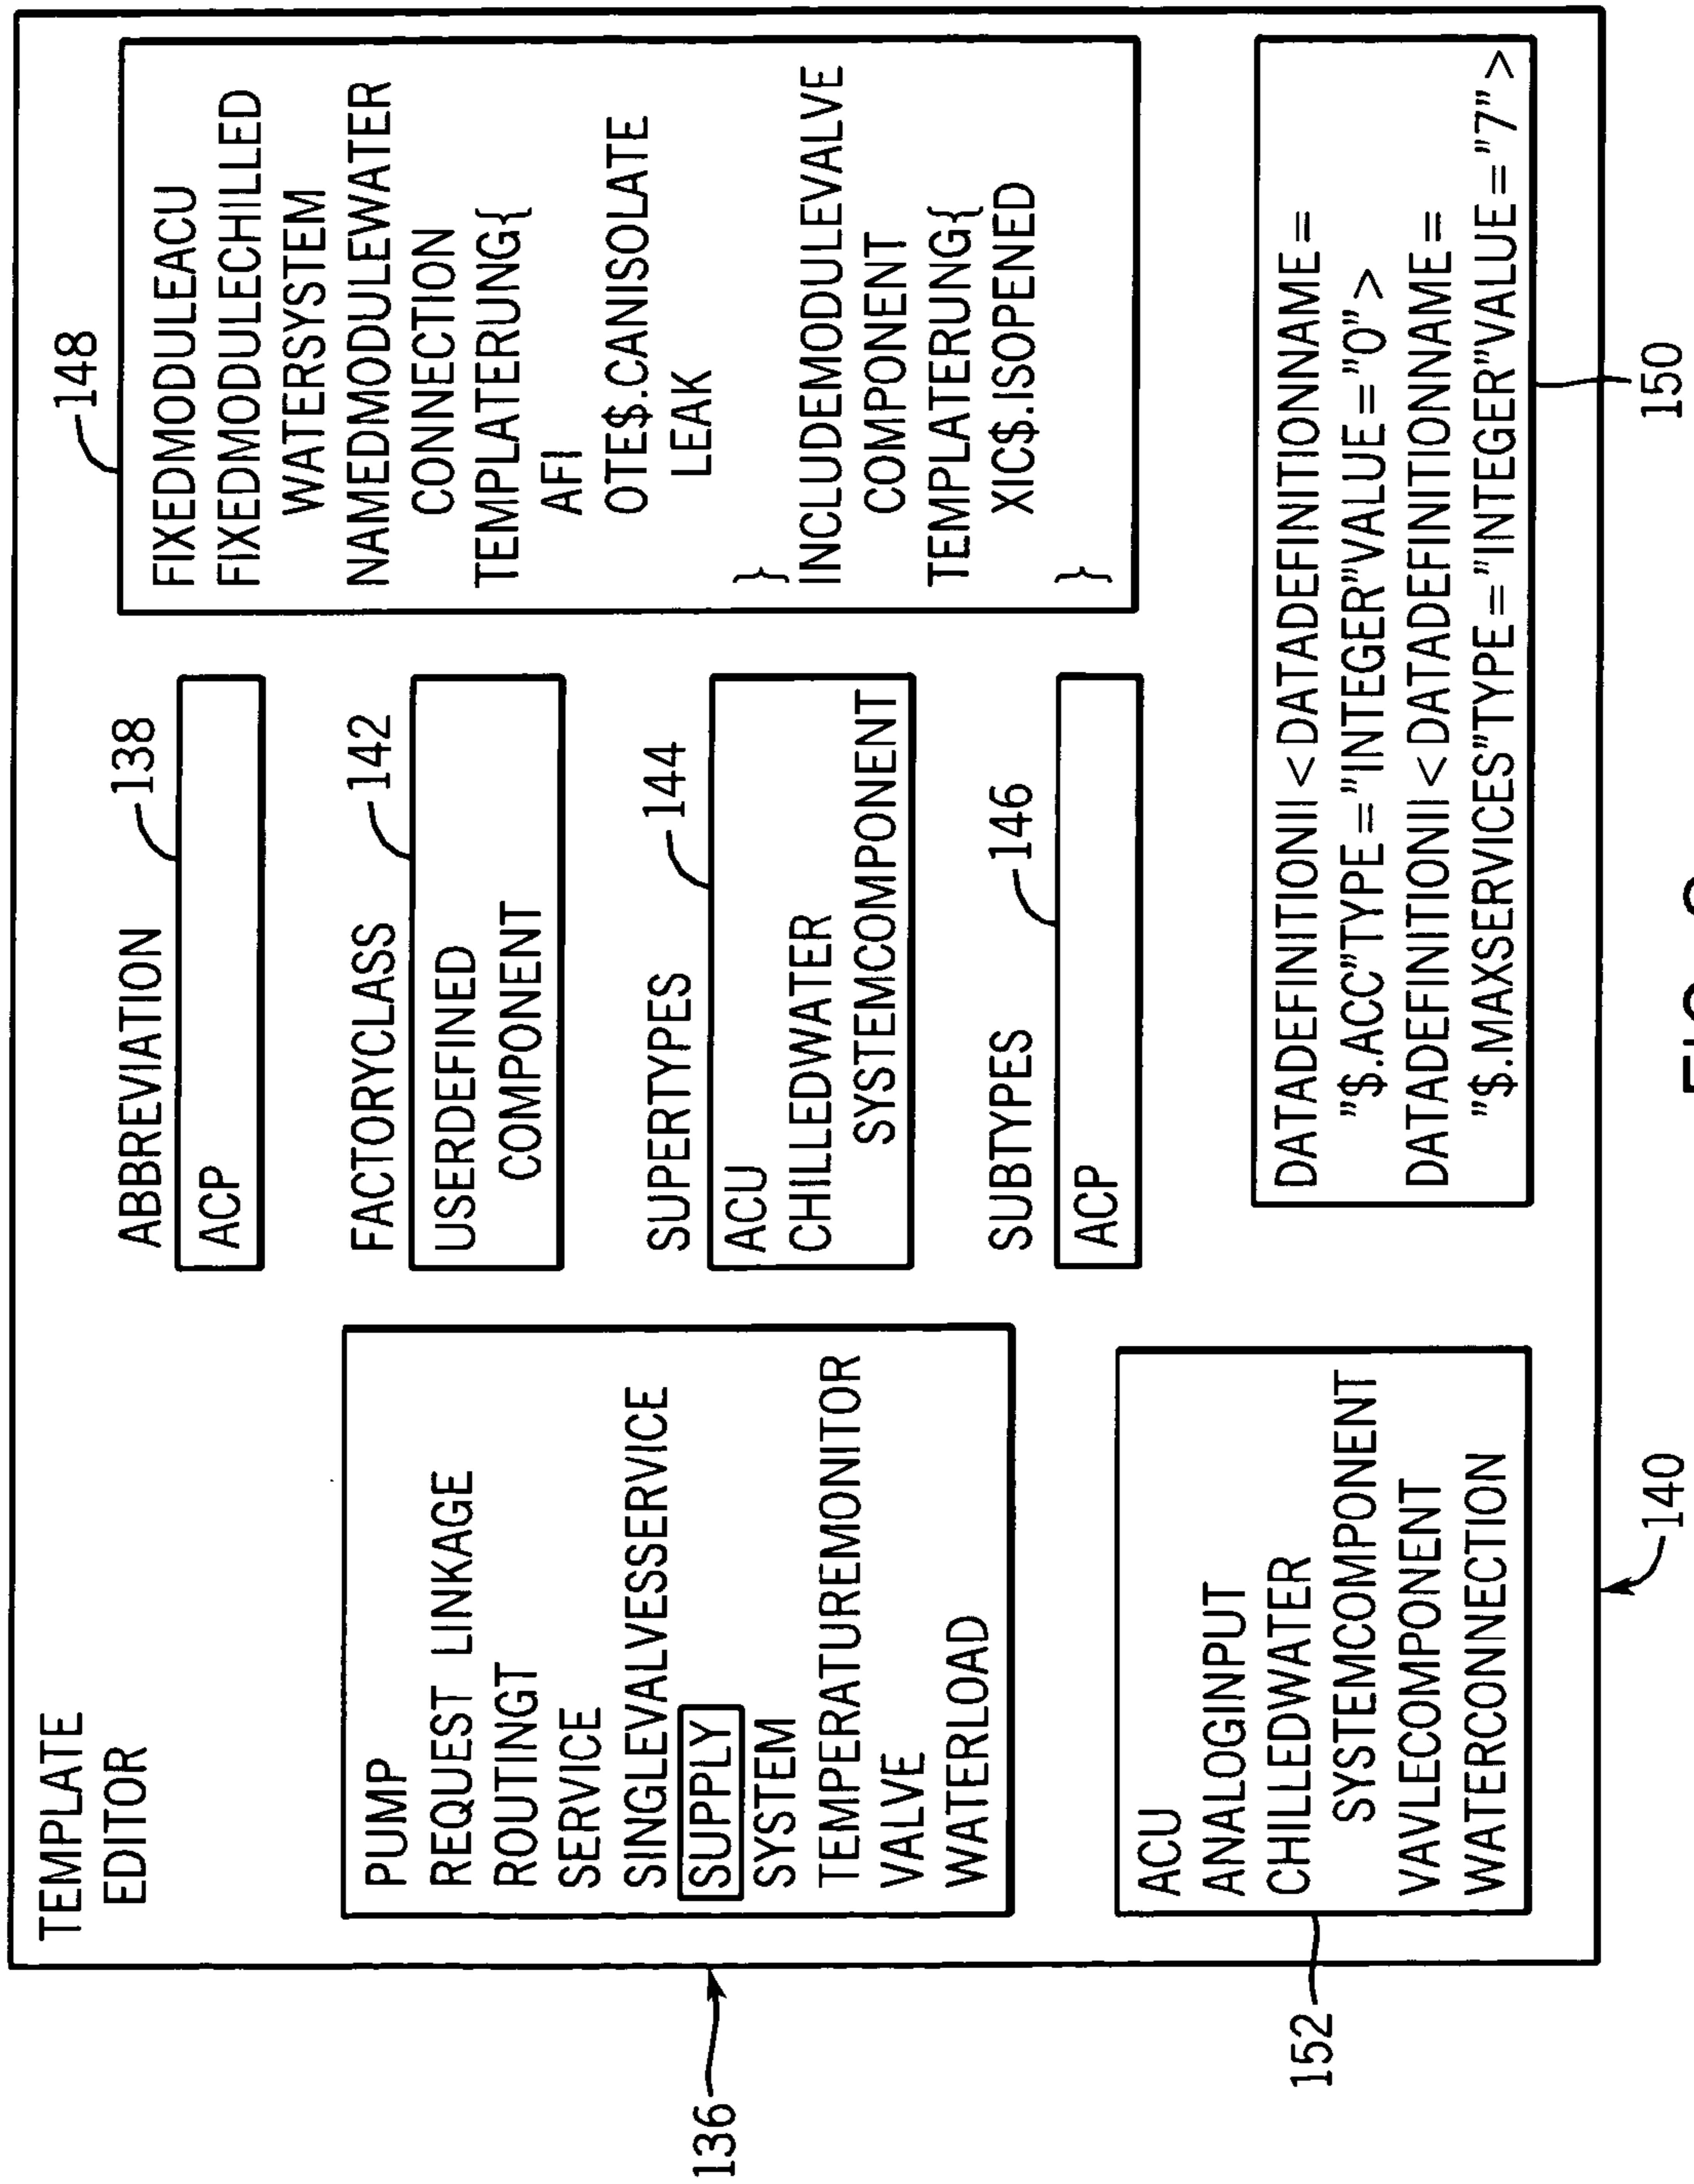 TEMPLATE
EDITOR
136
PUMP
REQUEST LINKAGE
ROUTINGT
SERVICE
SINGLEVALVESSERVICE
SUPPLY
SYSTEM
TEMPERATUREMONITOR
VALVE
WATERLOAD
152
ACU
ANALOGINPUT
CHILLEDWATER
SYSTEMCOMPONENT
VAVLECOMPONENT
WATERCONNECTION
140
ABBREVIATION
138
ACP
FACTORYCLASS
142
USERDEFINED
COMPONENT
SUPERTYPES
144
ACU
CHILLEDWATER
SYSTEMCOMPONENT
SUBTYPES
146
ACP
148
FIXEDMODULEACU
FIXEDMODULECHILLED
WATERSYSTEM
NAMEDMODULEWATER
CONNECTION
TEMPLATERUNG{
AFI
OTE$.CANISOLATE
LEAK
}
INCLUDEMODULEVALVE
COMPONENT
TEMPLATERUNG{
XIC$.ISOPENED
}
DATADEFINITIONII<DATADEFINITIONNAME=
"$.ACC"TYPE="INTEGER"VALUE="0">
DATADEFINITIONII<DATADEFINITIONNAME=
"$.MAXSERVICES"TYPE="INTEGER"VALUE="7">
150